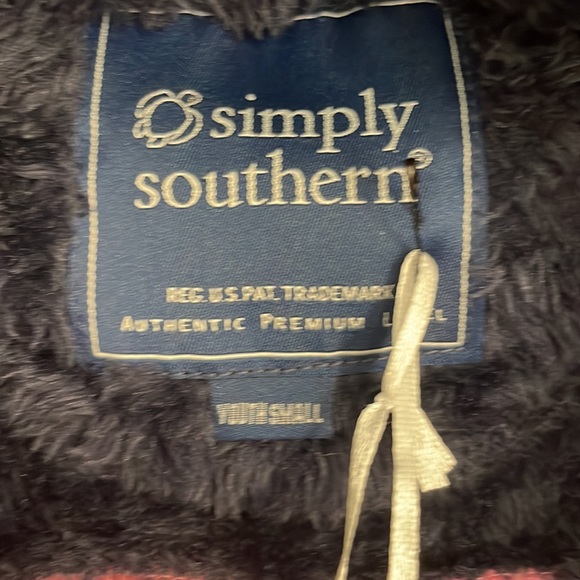 simply
southern®
REG. U.S. PAT. TRADEMARK
AUTHENTIC PREMIUM
YOUTH SMALL